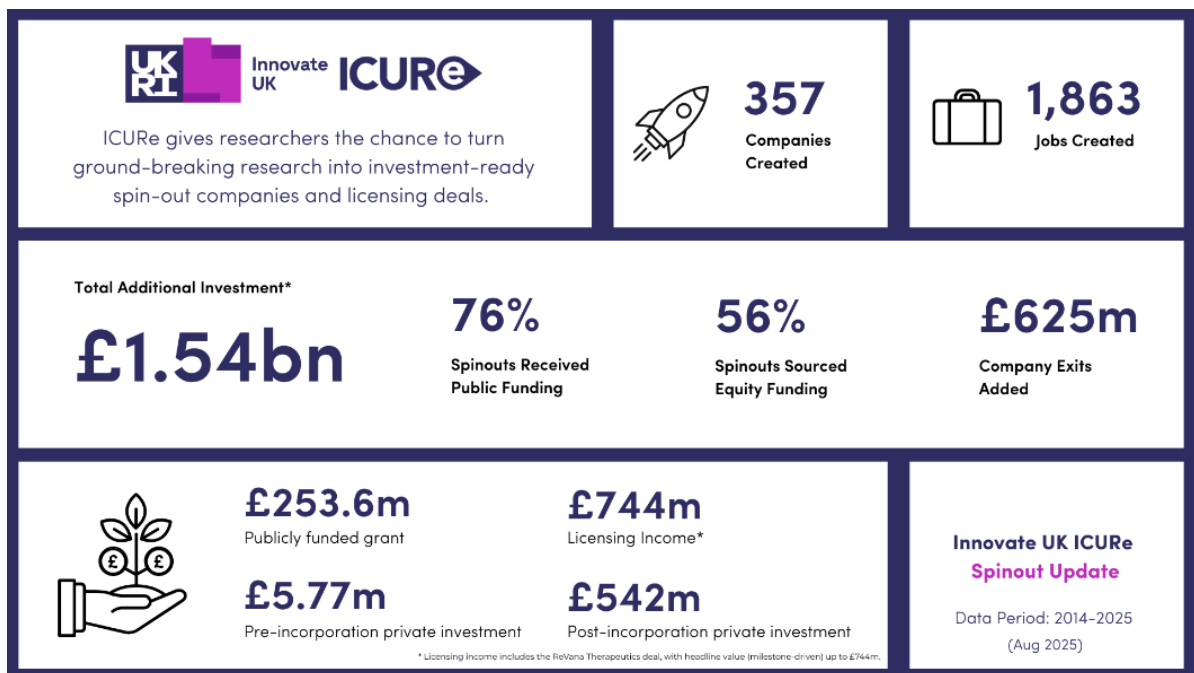 UK
RI
Innovate
UK
ICURe
ICURe gives researchers the chance to turn
ground-breaking research into investment-ready
spin-out companies and licensing deals.
357
Companies
Created
1,863
Jobs Created
Total Additional Investment*
£1.54bn
76%
Spinouts Received
Public Funding
56%
Spinouts Sourced
Equity Funding
£625m
Company Exits
Added
£ £
£253.6m
Publicly funded grant
£744m
Licensing Income*
£5.77m
Pre-incorporation private investment
£542m
Post-incorporation private investment
* Licensing income includes the ReVana Therapeutics deal, with headline value (milestone-driven) up to £744m.
Innovate UK ICURe
Spinout Update
Data Period: 2014-2025
(Aug 2025)